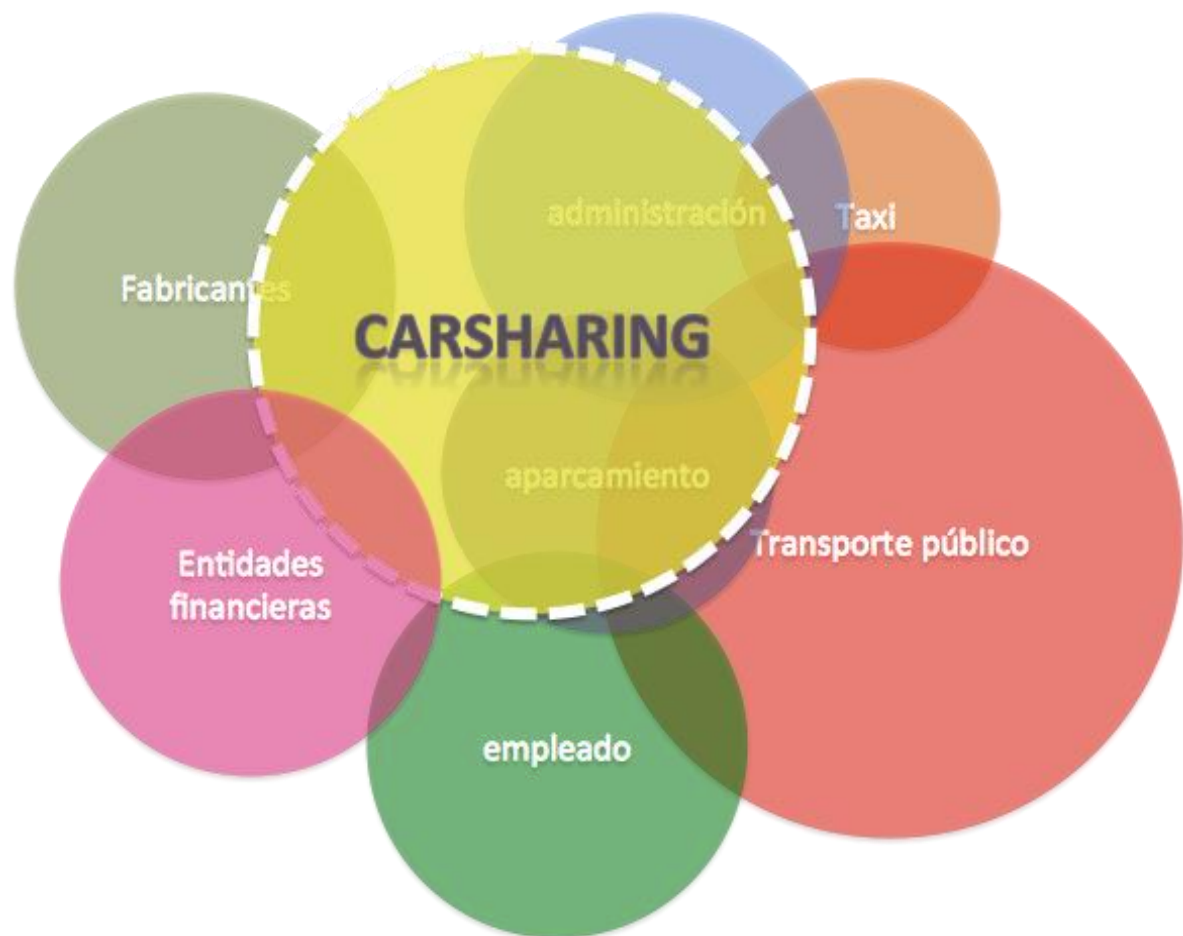 administración
Taxi
Fabricantes
CARSHARING
aparcamiento
Transporte público
Entidades
financieras
empleado